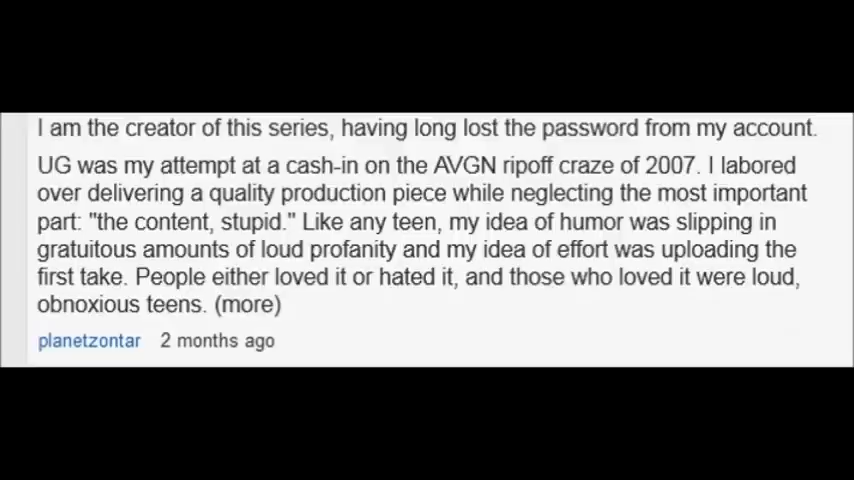 I am the creator of this series, having long lost the password from my account.
UG was my attempt at a cash-in on the AVGN ripoff craze of 2007. I labored
over delivering a quality production piece while neglecting the most important
part: "the content, stupid." Like any teen, my idea of humor was slipping in
gratuitous amounts of loud profanity and my idea of effort was uploading the
first take. People either loved it or hated it, and those who loved it were loud,
obnoxious teens. (more)
planetzontar 2 months ago